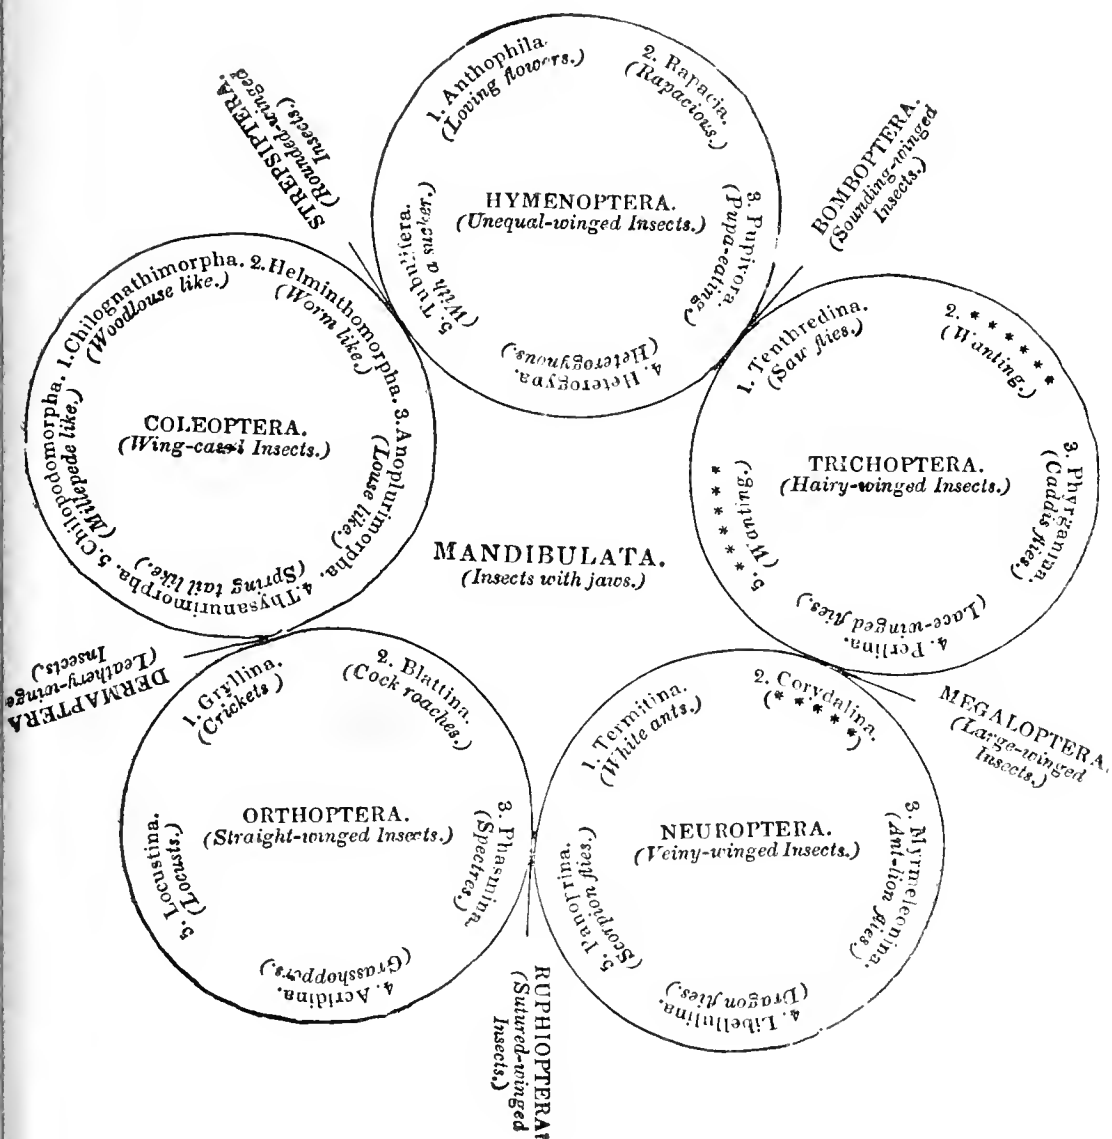 HYMENOPTERA.
(Unequal-winged Insects.)
1. Anthophila.
(Loving flowers.)
2. Rapacia.
(Rapacious.)
3. Pupivora.
(Pupa-eating.)
4. Heterogyna.
(Heterogynous.)
5. Tubulifera.
(With a sucker.)
BOMBOPTERA.
(Sounding-winged
Insects.)
TRICHOPTERA.
(Hairy-winged Insects.)
1. Tenthredina.
(Saw flies.)
2. * * * * * *
(Wanting.)
3. Phyrganina.
(Caddis flies.)
4. Perlina.
(Lace-winged flies.)
5. (Wanting.)
* * * * * *
MEGALOPTERA.
(Large-winged
Insects.)
NEUROPTERA.
(Veiny-winged Insects.)
1. Termitina.
(White ants.)
2. Corydalina.
(* * * *)
3. Myrmeleonina.
(Ant-lion flies.)
4. Libellulina.
(Dragon flies.)
5. Panorrina.
(Scorpion flies.)
RUPHIOPTERA
(Sutured-winged
Insects.)
ORTHOPTERA.
(Straight-winged Insects.)
1. Gryllina.
(Crickets )
2. Blattina.
(Cock roaches.)
3. Phasmina.
(Spectres.)
4. Acridina.
(Grasshoppers.)
5. Locustina.
(Locusts.)
DERMAPTERA
(Leathery-winge
Insects.)
COLEOPTERA.
(Wing-cased Insects.)
1. Chilognathimorpha.
(Woodlouse like.)
2. Helminthomorpha.
(Worm like.)
3. Anoplurimorpha.
(Louse like.)
4. Thysanurimorpha.
(Spring tail like.)
5. Chilopodomorpha.
(Millepede like.)
STREPSIPTERA.
(Rounded-winged
Insects.)
MANDIBULATA.
(Insects with jaws.)